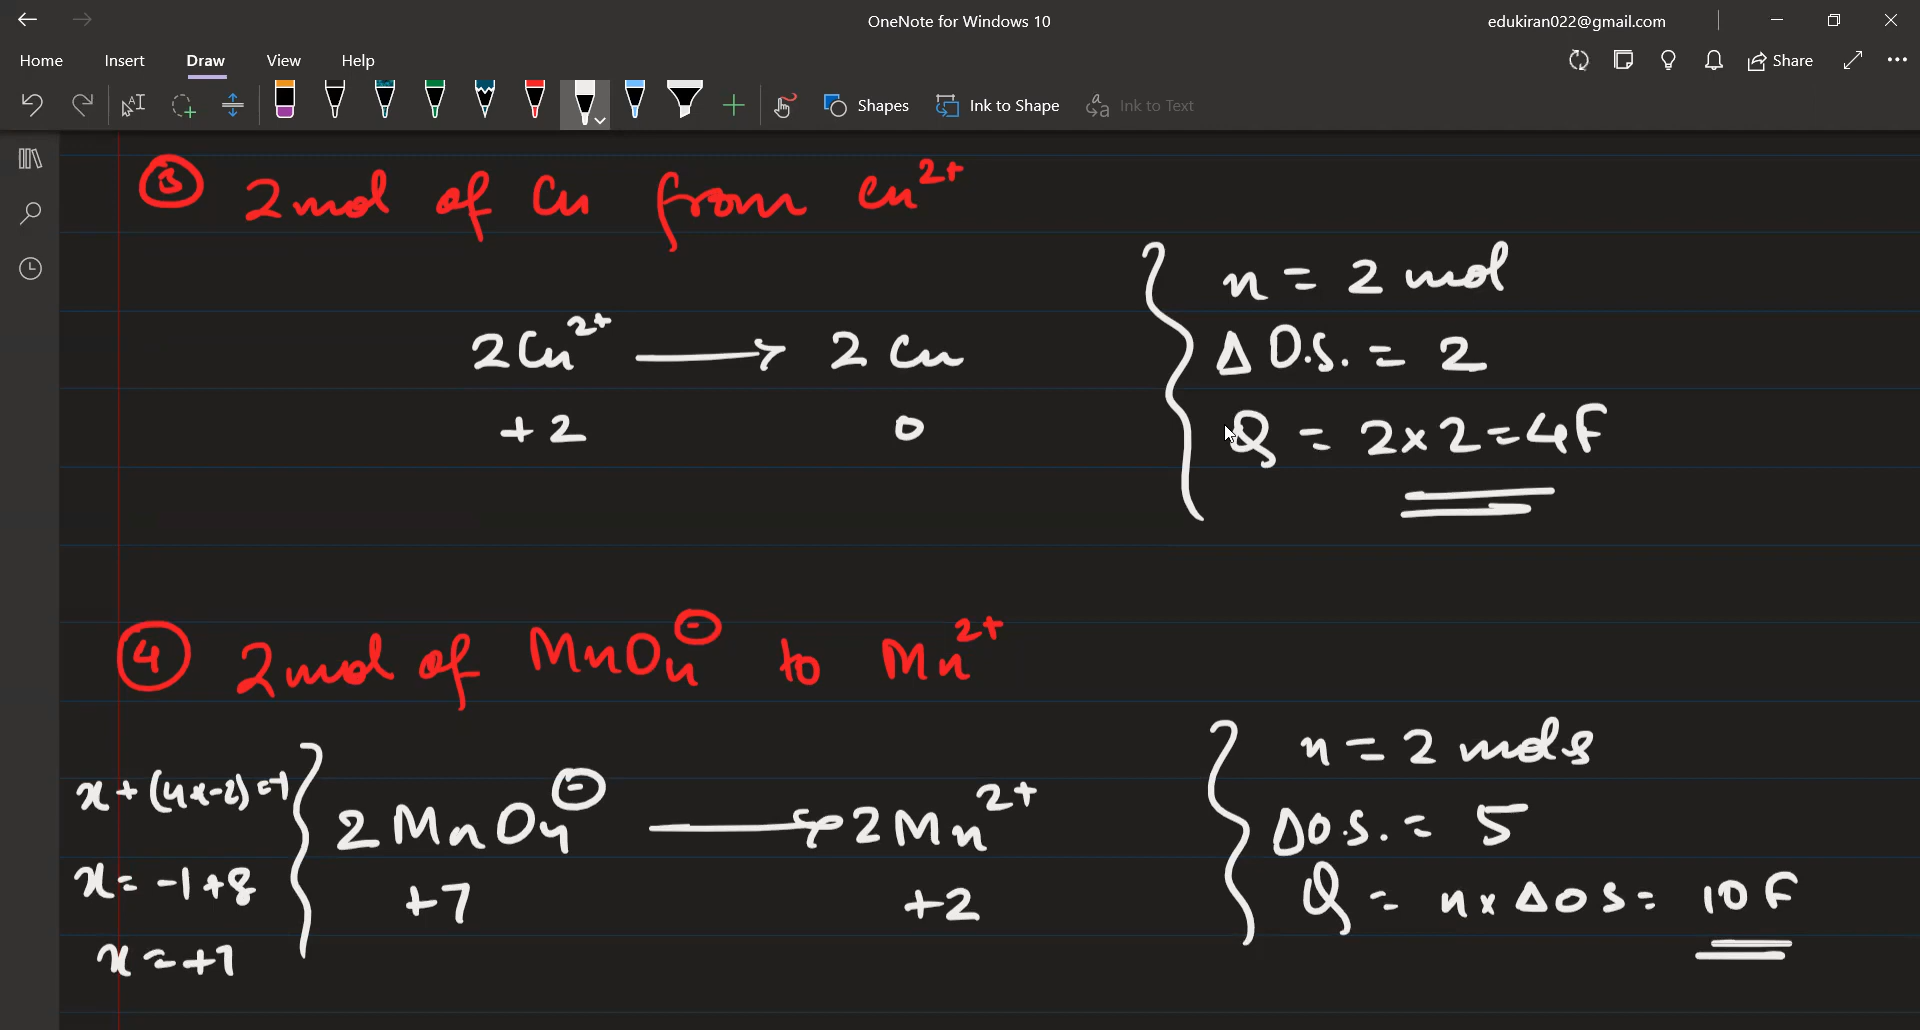 OneNote for Windows 10
edukiran022@gmail.com
Home Insert Draw View Help Share
Shapes Ink to Shape Ink to Text
③ 2 mol of Cu from Cu²⁺
2Cu²⁺ → 2 Cu
+2 0
n = 2 mol
Δ O.S. = 2
Q = 2×2=4F
④ 2 mol of MnO₄⊖ to Mn²⁺
x + (4x-2) = -1
x = -1+8
x = +7
2 MnO₄⊖ → 2Mn²⁺
+7 +2
n = 2 mols
ΔO.S. = 5
Q = n× ΔOS = 10 F